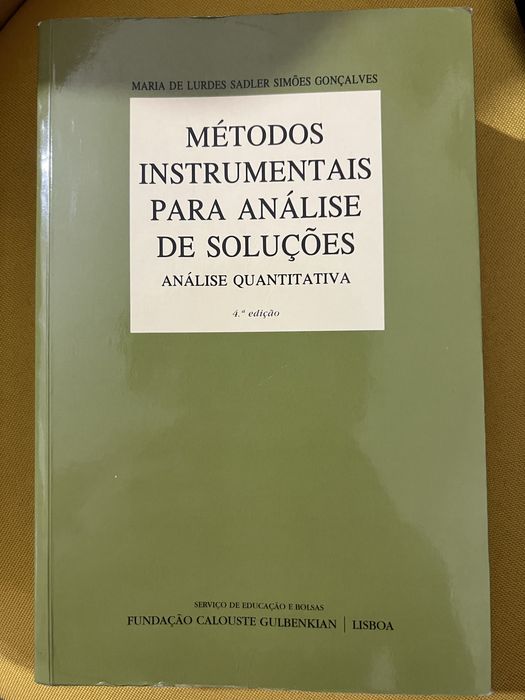 MARIA DE LURDES SADLER SIMÕES GONÇALVES
MÉTODOS
INSTRUMENTAIS
PARA ANÁLISE
DE SOLUÇÕES
ANÁLISE QUANTITATIVA
4.ª edição
SERVIÇO DE EDUCAÇÃO E BOLSAS
FUNDAÇÃO CALOUSTE GULBENKIAN | LISBOA